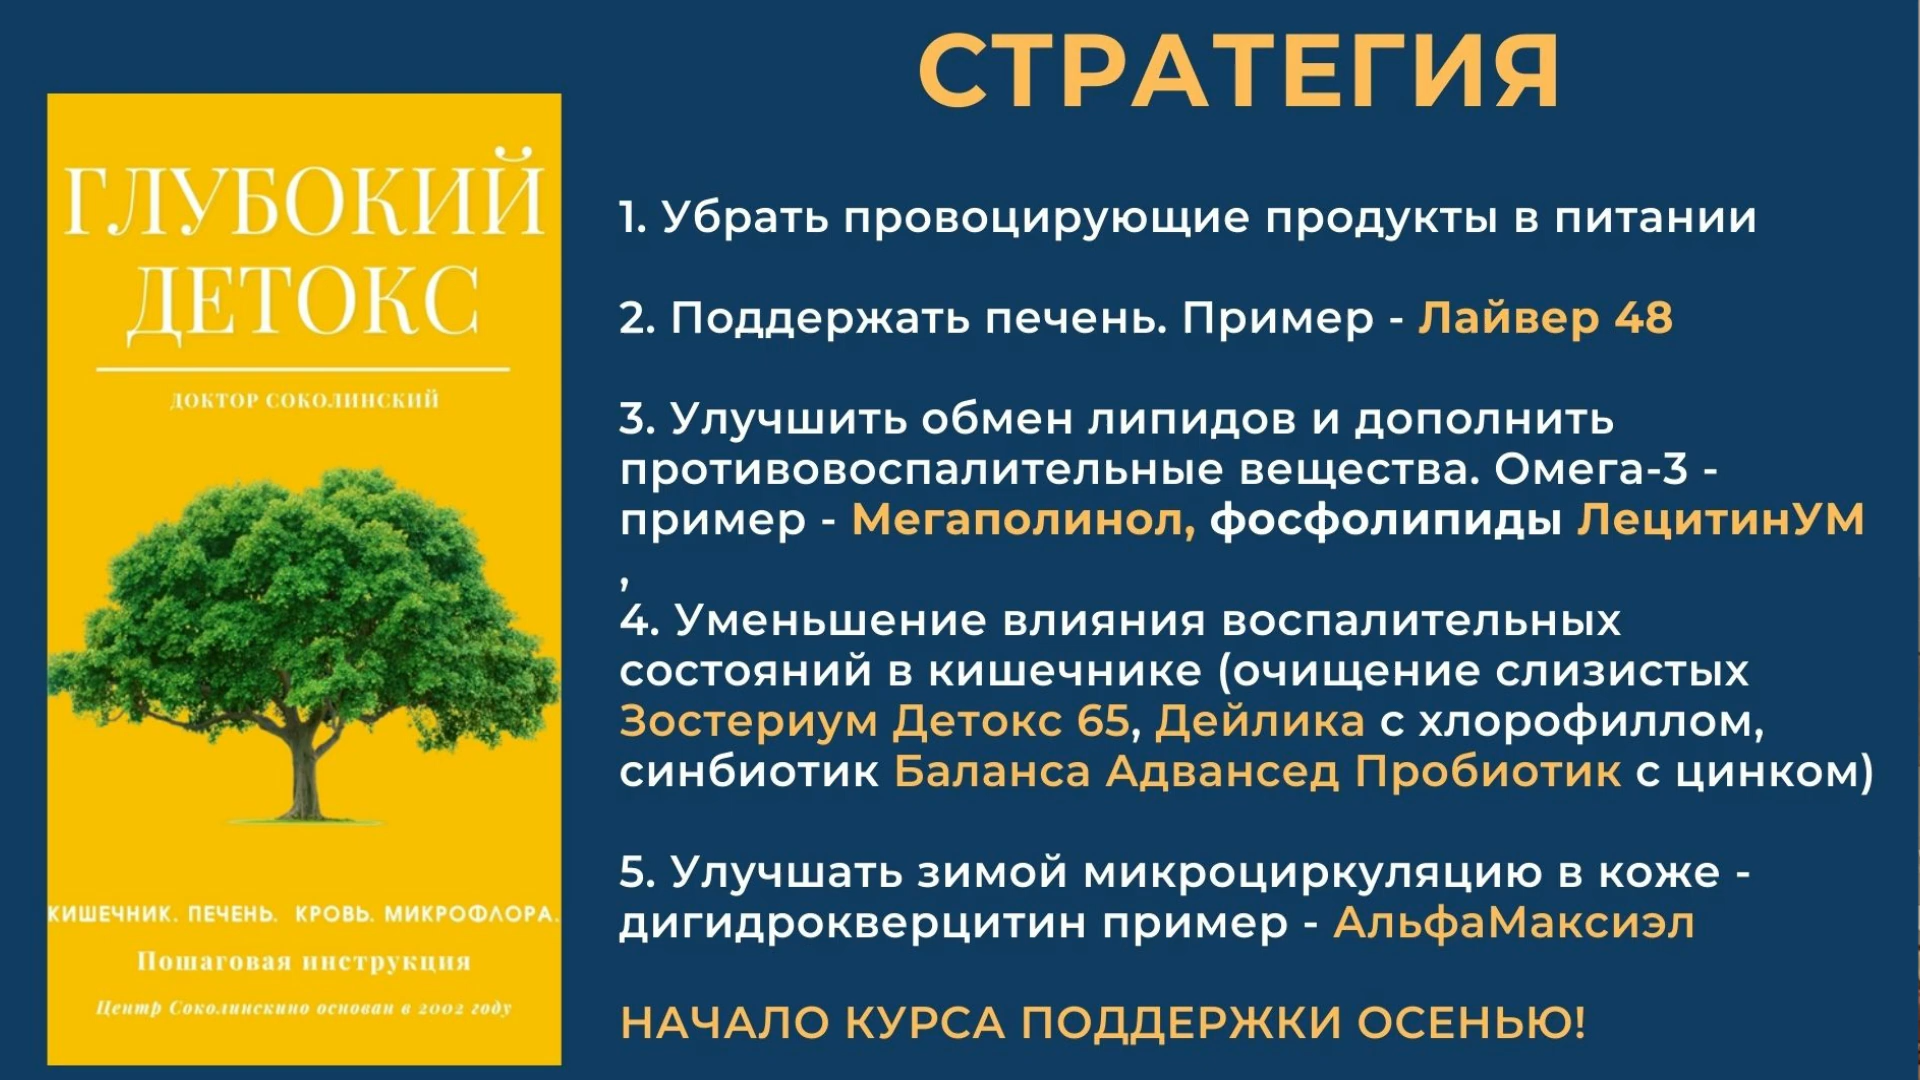 СТРАТЕГИЯ
ГЛУБОКИЙ
ДЕТОКС
ДОКТОР СОКОЛИНСКИЙ
КИШЕЧНИК. ПЕЧЕНЬ. КРОВЬ. МИКРОФЛОРА.
Пошаговая инструкция
Центр Соколинскино основан в 2002 году
1. Убрать провоцирующие продукты в питании
2. Поддержать печень. Пример - Лайвер 48
3. Улучшить обмен липидов и дополнить
противовоспалительные вещества. Омега-3 -
пример - Мегаполинол, фосфолипиды ЛецитинУМ
,
4. Уменьшение влияния воспалительных
состояний в кишечнике (очищение слизистых
Зостериум Детокс 65, Дейлика с хлорофиллом,
синбиотик Баланса Адвансед Пробиотик с цинком)
5. Улучшать зимой микроциркуляцию в коже -
дигидрокверцитин пример - АльфаМаксиэл
НАЧАЛО КУРСА ПОДДЕРЖКИ ОСЕНЬЮ!